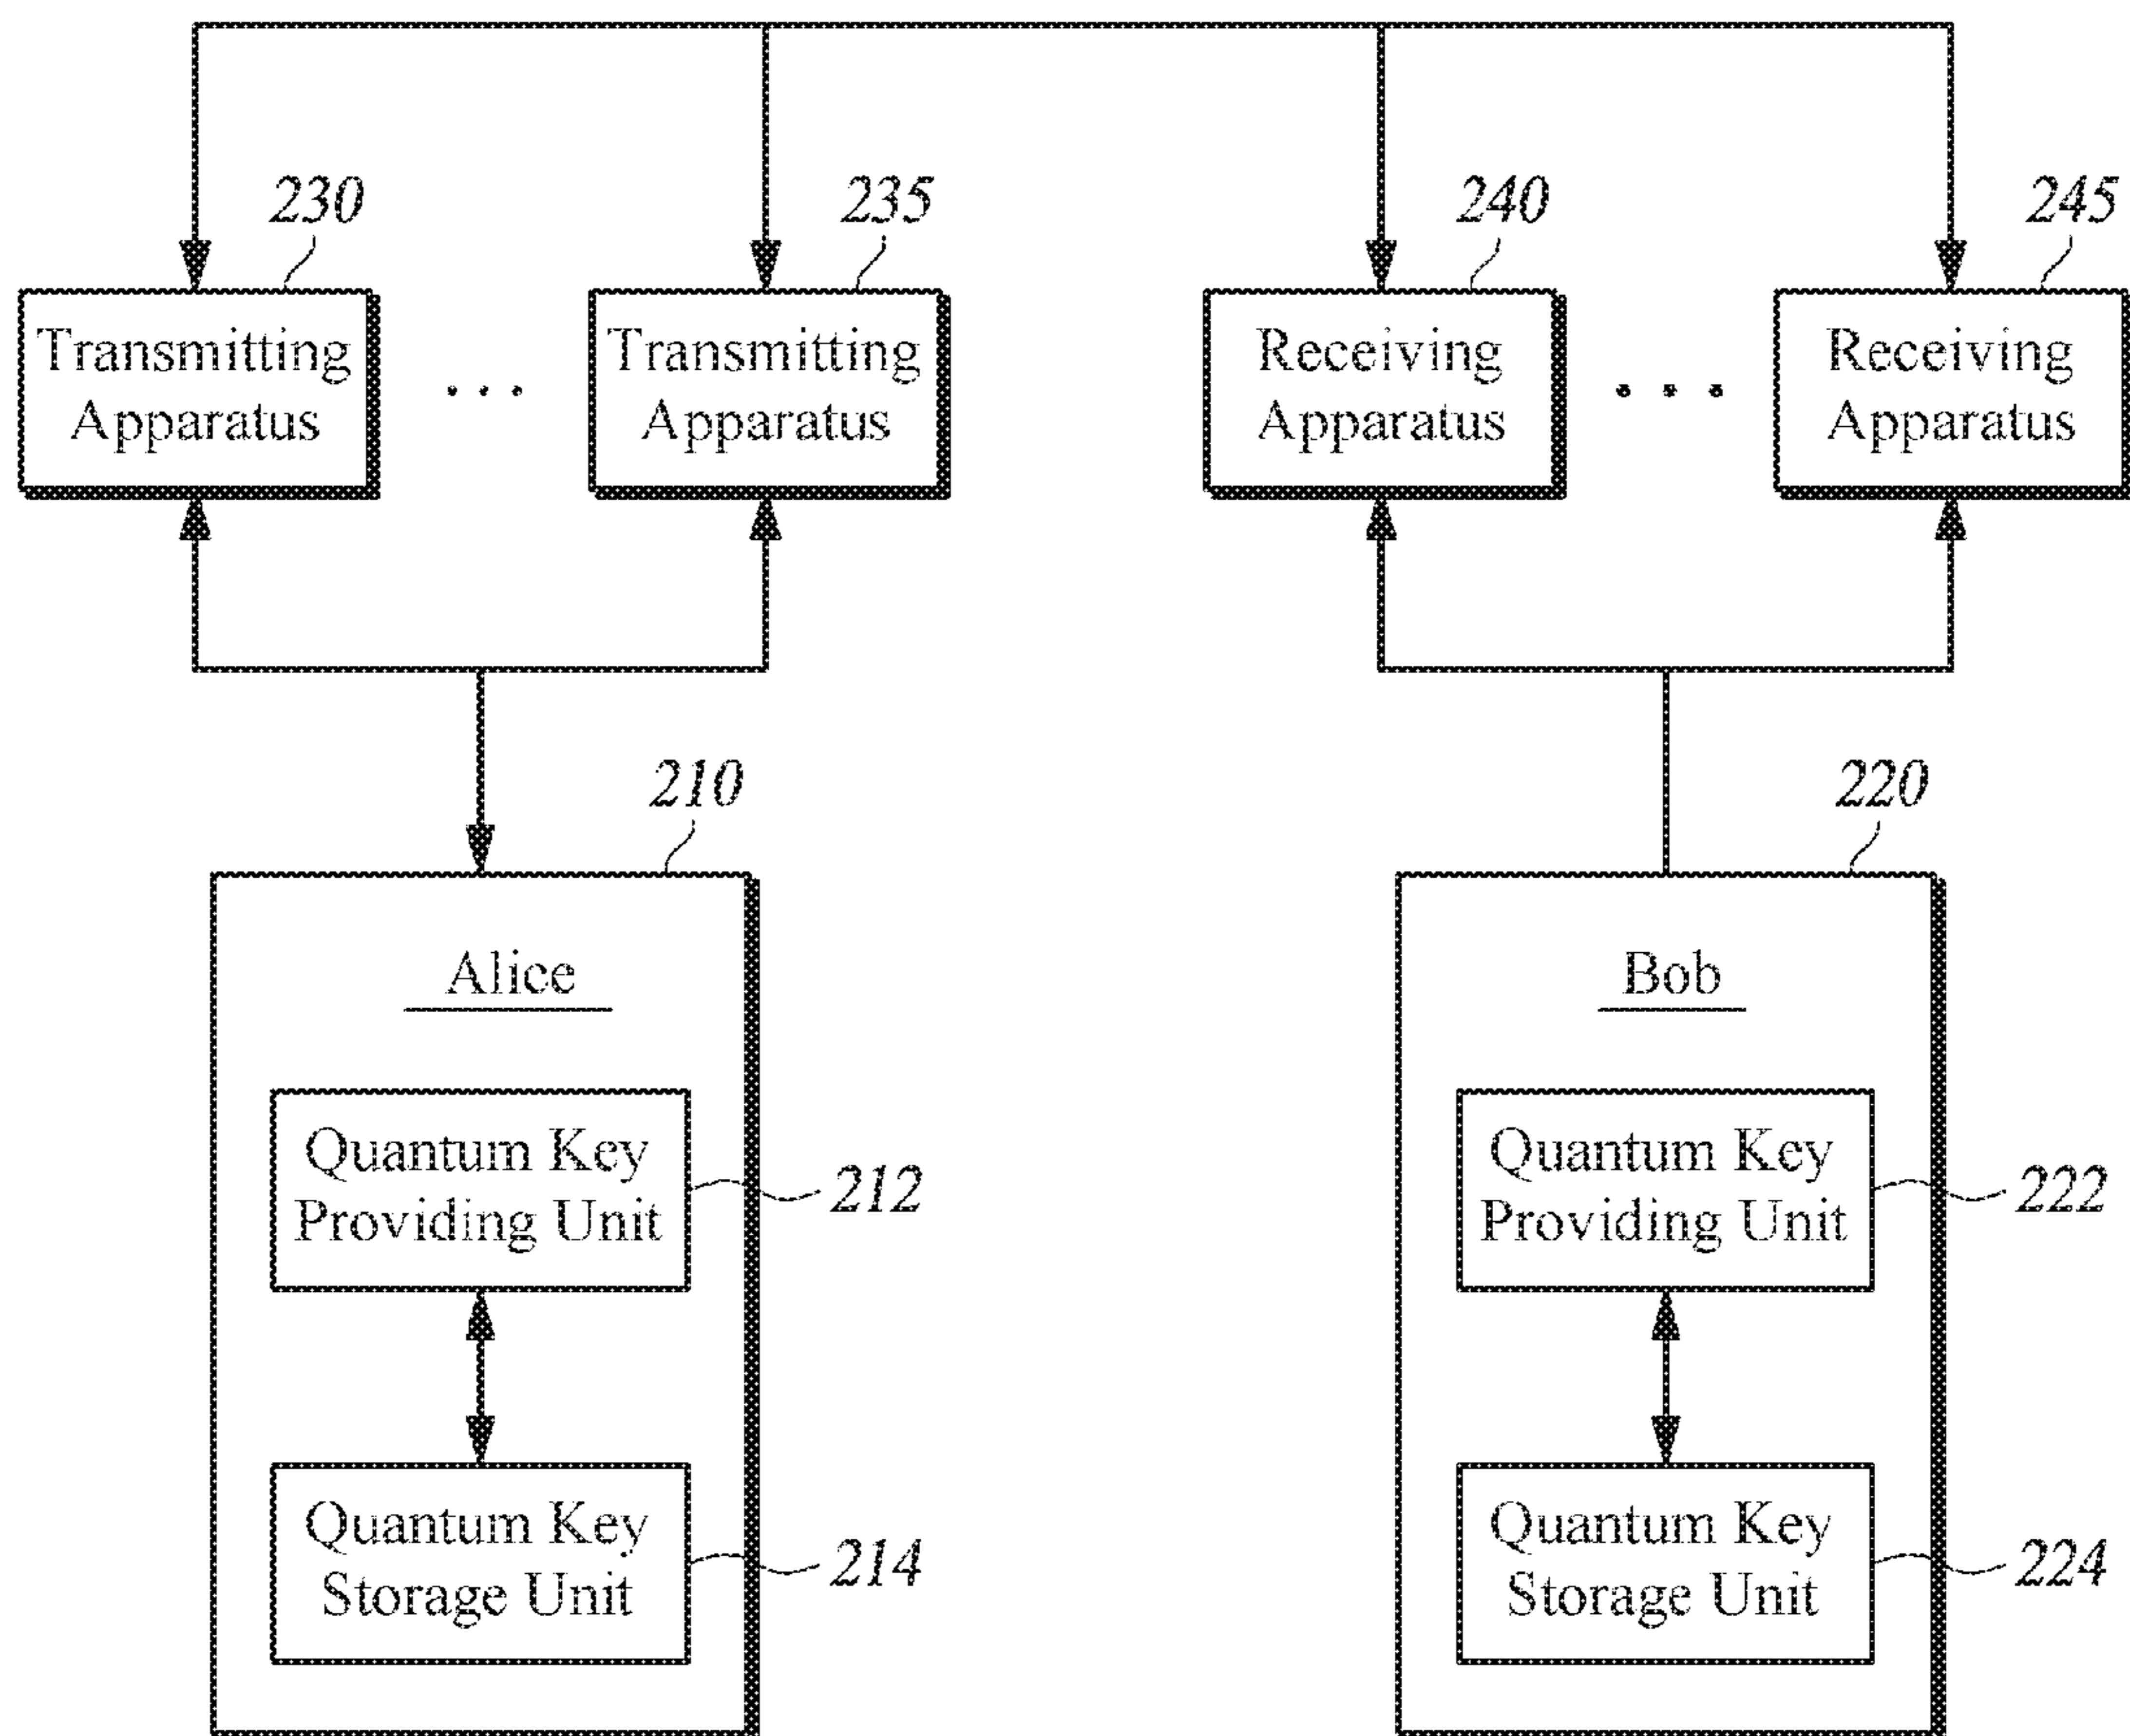 230
235
240
245
Transmitting
Apparatus
...
Transmitting
Apparatus
Receiving
Apparatus
...
Receiving
Apparatus
210
220
Alice
Bob
Quantum Key
Providing Unit
212
Quantum Key
Providing Unit
222
Quantum Key
Storage Unit
214
Quantum Key
Storage Unit
224